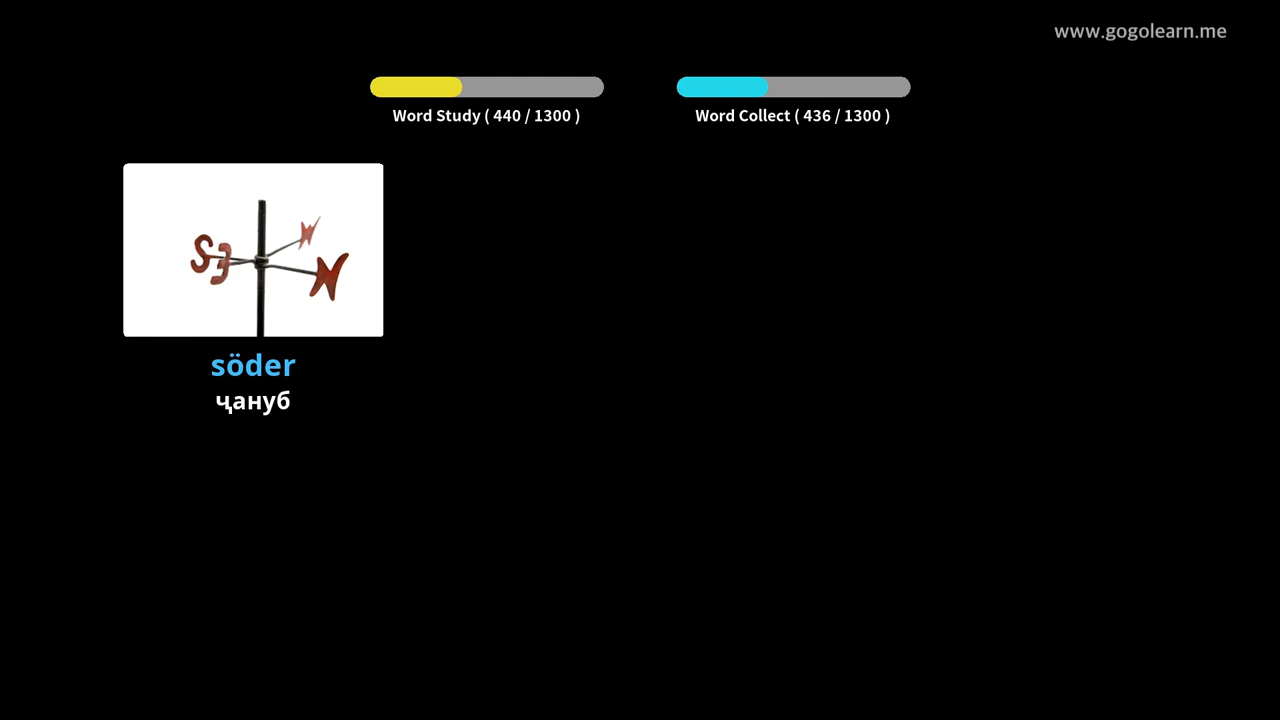 www.gogolearn.me
Word Study ( 440 / 1300 )
Word Collect ( 436 / 1300 )
S E N N
söder
ҷануб